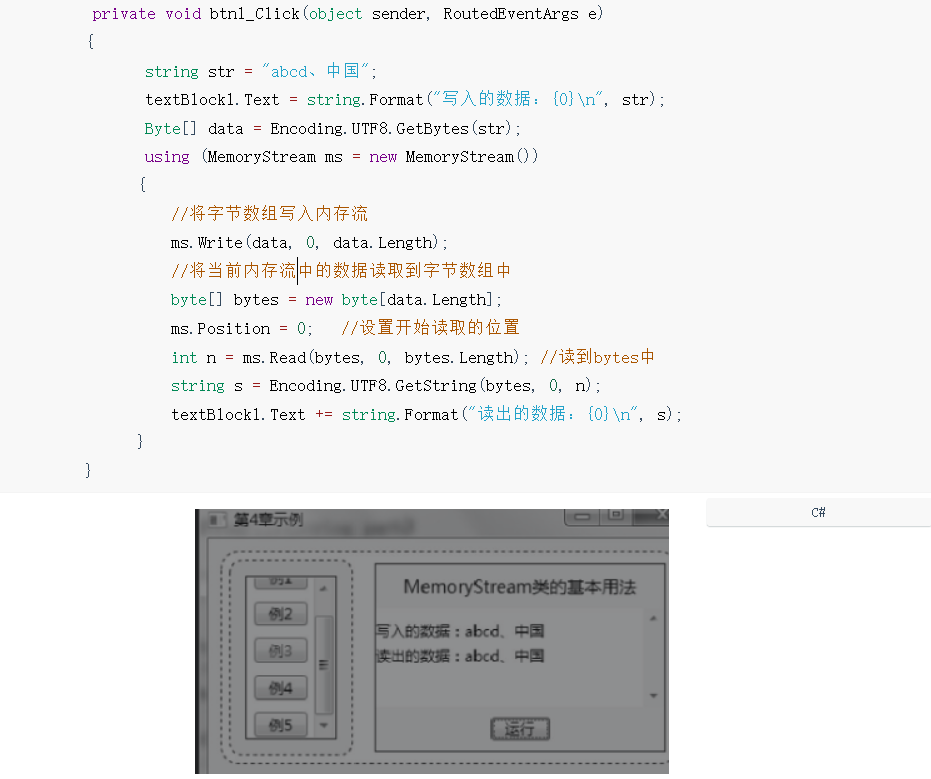 private void btn1_Click(object sender, RoutedEventArgs e)
{
string str = "abcd、中国";
textBlock1.Text = string.Format("写入的数据：{0}\n", str);
Byte[] data = Encoding.UTF8.GetBytes(str);
using (MemoryStream ms = new MemoryStream())
{
//将字节数组写入内存流
ms.Write(data, 0, data.Length);
//将当前内存流中的数据读取到字节数组中
byte[] bytes = new byte[data.Length];
ms.Position = 0; //设置开始读取的位置
int n = ms.Read(bytes, 0, bytes.Length); //读到bytes中
string s = Encoding.UTF8.GetString(bytes, 0, n);
textBlock1.Text += string.Format("读出的数据：{0}\n", s);
}
}
C#
第4章示例
MemoryStream类的基本用法
例2
例3
例4
例5
写入的数据：abcd、中国
读出的数据：abcd、中国
运行